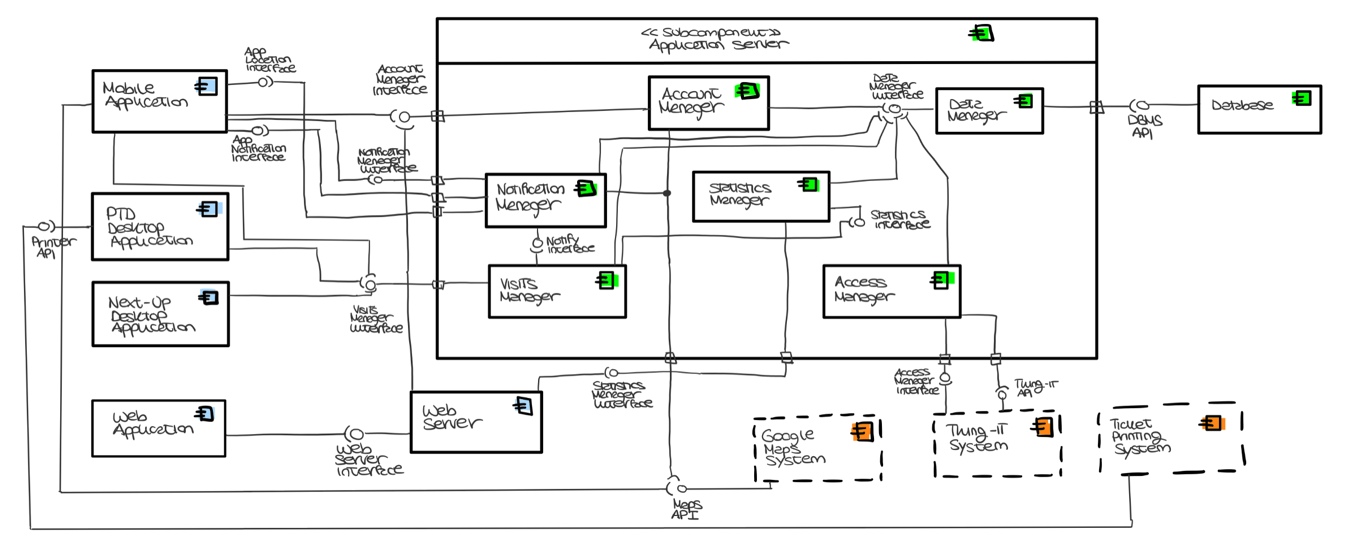 << Subcomponent >>
Application Server
App
Location
Interface
Mobile
Application
Account
Manager
Interface
Account
Manager
Data
Manager
Interface
Data
Manager
DBMS
API
Database
App
Notification
Interface
Notification
Manager
Interface
Notification
Manager
Statistics
Manager
Statistics
Interface
PTD
Desktop
Application
Printer
API
Notify
Interface
Visits
Manager
Access
Manager
Next-Up
Desktop
Application
Visits
Manager
Interface
Statistics
Manager
Interface
Access
Manager
Interface
Thing-IT
API
Web
Application
Web
Server
Interface
Web
Server
Google
Maps
System
Thing-IT
System
Ticket
Printing
System
Maps
API